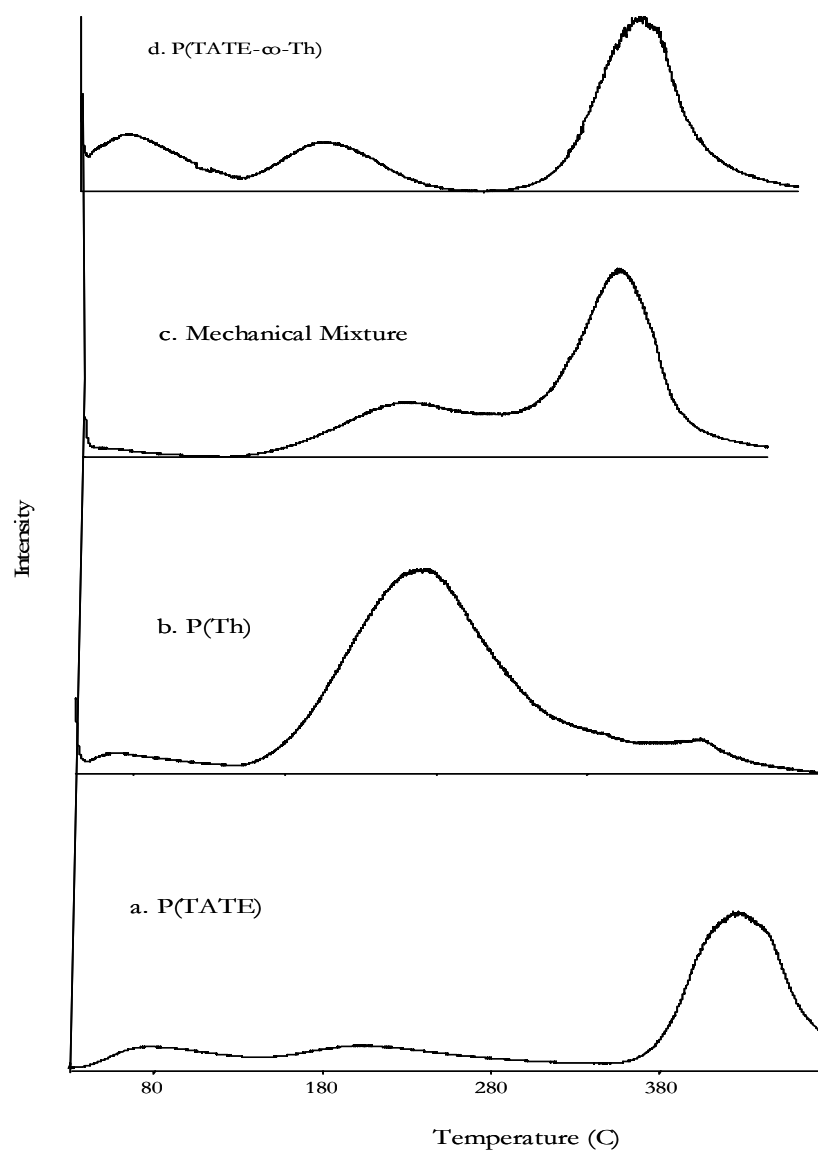 d. P(TATE-co-Th)
c. Mechanical Mixture
Intensity
b. P(Th)
a. P(TATE)
80 180 280 380
Temperature (C)